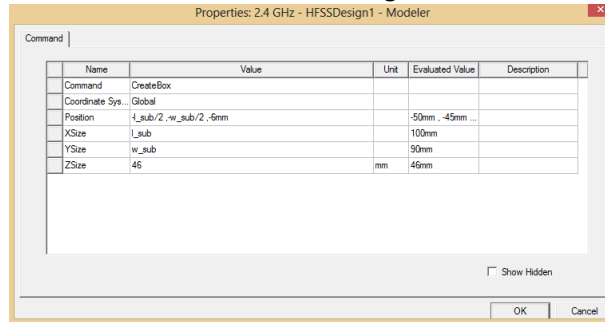 Properties: 2.4 GHz - HFSSDesign1 - Modeler
Command
Name Value Unit Evaluated Value Description
Command CreateBox
Coordinate Sys... Global
Position -l_sub/2 ,-w_sub/2 ,-6mm -50mm , -45mm ...
XSize l_sub 100mm
YSize w_sub 90mm
ZSize 46 mm 46mm
Show Hidden
OK Cancel